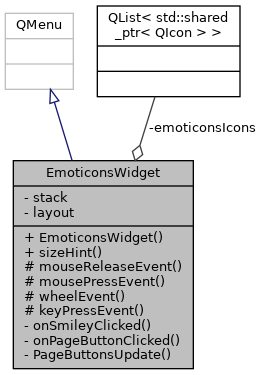 QMenu
QList< std::shared
_ptr< QIcon > >
-emoticonsIcons
EmoticonsWidget
- stack
- layout
+ EmoticonsWidget()
+ sizeHint()
# mouseReleaseEvent()
# mousePressEvent()
# wheelEvent()
# keyPressEvent()
- onSmileyClicked()
- onPageButtonClicked()
- PageButtonsUpdate()